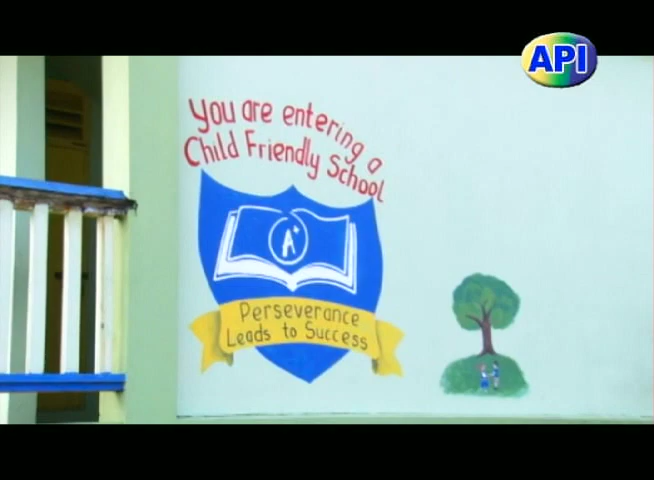 API
You are entering a
Child Friendly School
A+
Perseverance
Leads to Success